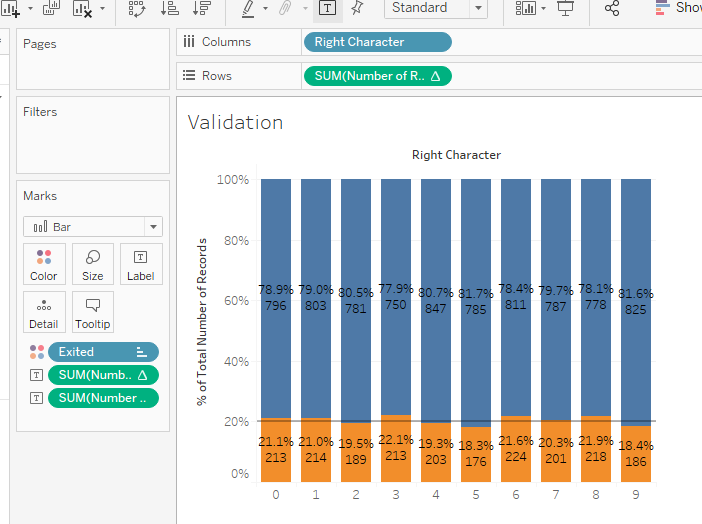 Standard
Show
Pages
Columns
Right Character
Rows
SUM(Number of R.. Δ
Filters
Validation
Right Character
Marks
Bar
Color
Size
Label
Detail
Tooltip
Exited
SUM(Numb.. Δ
SUM(Number ..
% of Total Number of Records
100%
80%
60%
40%
20%
0%
78.9% 79.0% 80.5% 77.9% 80.7% 81.7% 78.4% 79.7% 78.1% 81.6%
796 803 781 750 847 785 811 787 778 825
21.1% 21.0% 19.5% 22.1% 19.3% 18.3% 21.6% 20.3% 21.9% 18.4%
213 214 189 213 203 176 224 201 218 186
0 1 2 3 4 5 6 7 8 9